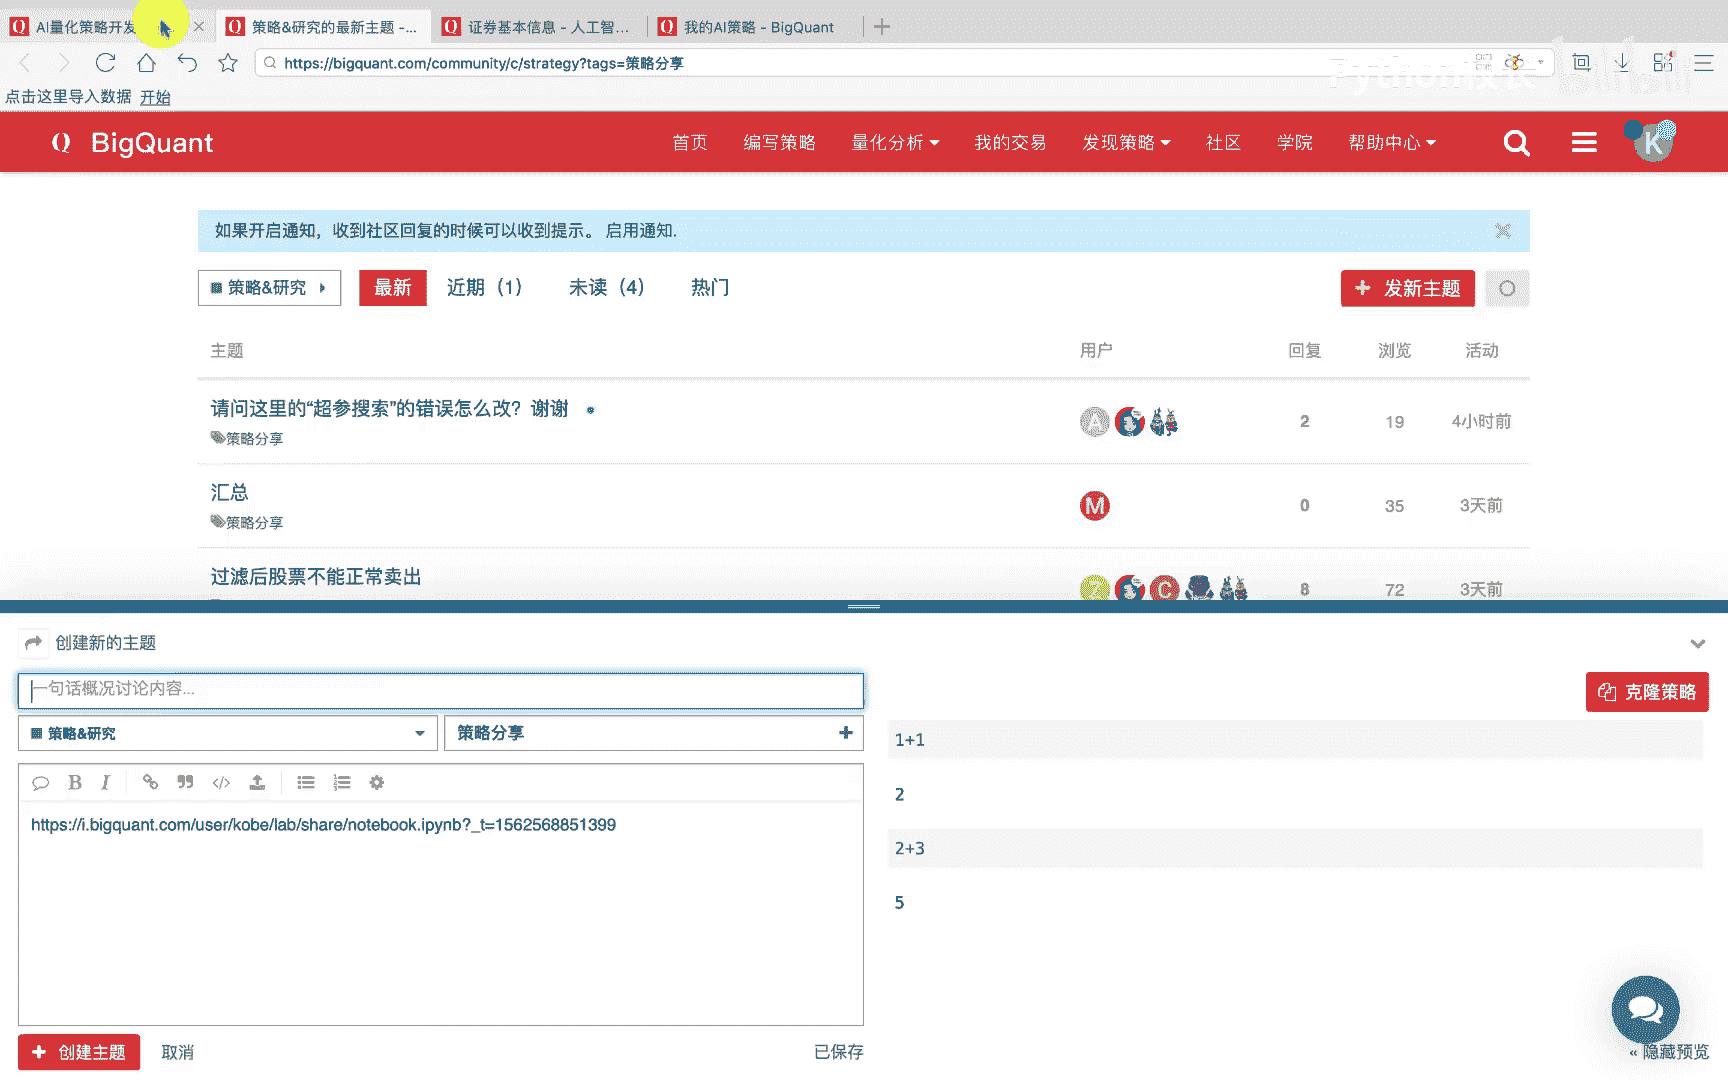 AI量化策略开发
策略&研究的最新主题 -...
证券基本信息 - 人工智...
我的AI策略 - BigQuant
https://bigquant.com/community/c/strategy?tags=策略分享
点击这里导入数据 开始
BigQuant 首页 编写策略 量化分析 我的交易 发现策略 社区 学院 帮助中心 K
如果开启通知，收到社区回复的时候可以收到提示。 启用通知.
策略&研究 最新 近期（1） 未读（4） 热门 + 发新主题
主题 用户 回复 浏览 活动
请问这里的“超参搜索”的错误怎么改？谢谢 A 2 19 4小时前
策略分享
汇总 M 0 35 3天前
策略分享
过滤后股票不能正常卖出 Z C 8 72 3天前
创建新的主题
一句话概况讨论内容...
克隆策略
策略&研究 策略分享 +
B I
https://i.bigquant.com/user/kobe/lab/share/notebook.ipynb?_t=1562568851399
1+1
2
2+3
5
+ 创建主题 取消 已保存 « 隐藏预览